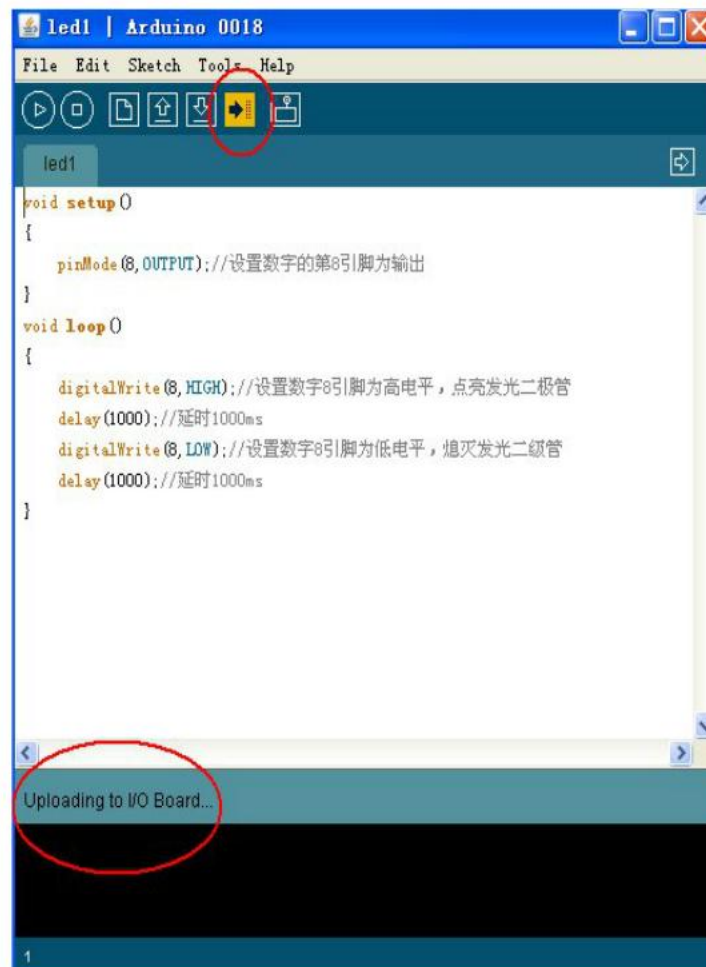 led1 | Arduino 0018
File Edit Sketch Tools Help
led1
void setup()
{
pinMode(8,OUTPUT);//设置数字的第8引脚为输出
}
void loop()
{
digitalWrite(8,HIGH);//设置数字8引脚为高电平，点亮发光二极管
delay(1000);//延时1000ms
digitalWrite(8,LOW);//设置数字8引脚为低电平，熄灭发光二级管
delay(1000);//延时1000ms
}
Uploading to I/O Board...
1